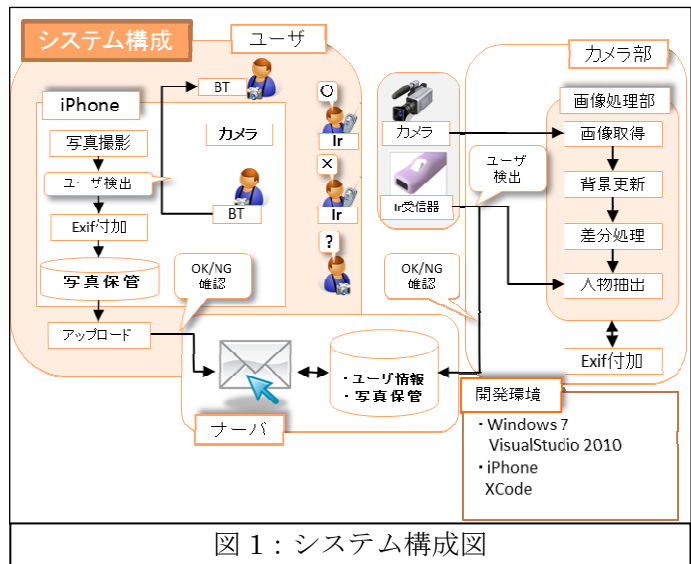 システム構成
ユーザ
iPhone
写真撮影
ユーザ検出
Exif付加
写真保管
アップロード
BT
カメラ
BT
○
Ir
×
Ir
?
OK/NG
確認
カメラ
Ir受信器
ユーザ
検出
OK/NG
確認
カメラ部
画像処理部
画像取得
背景更新
差分処理
人物抽出
Exif付加
・ユーザ情報
・写真保管
サーバ
開発環境
・Windows 7
VisualStudio 2010
・iPhone
XCode
図 1：システム構成図